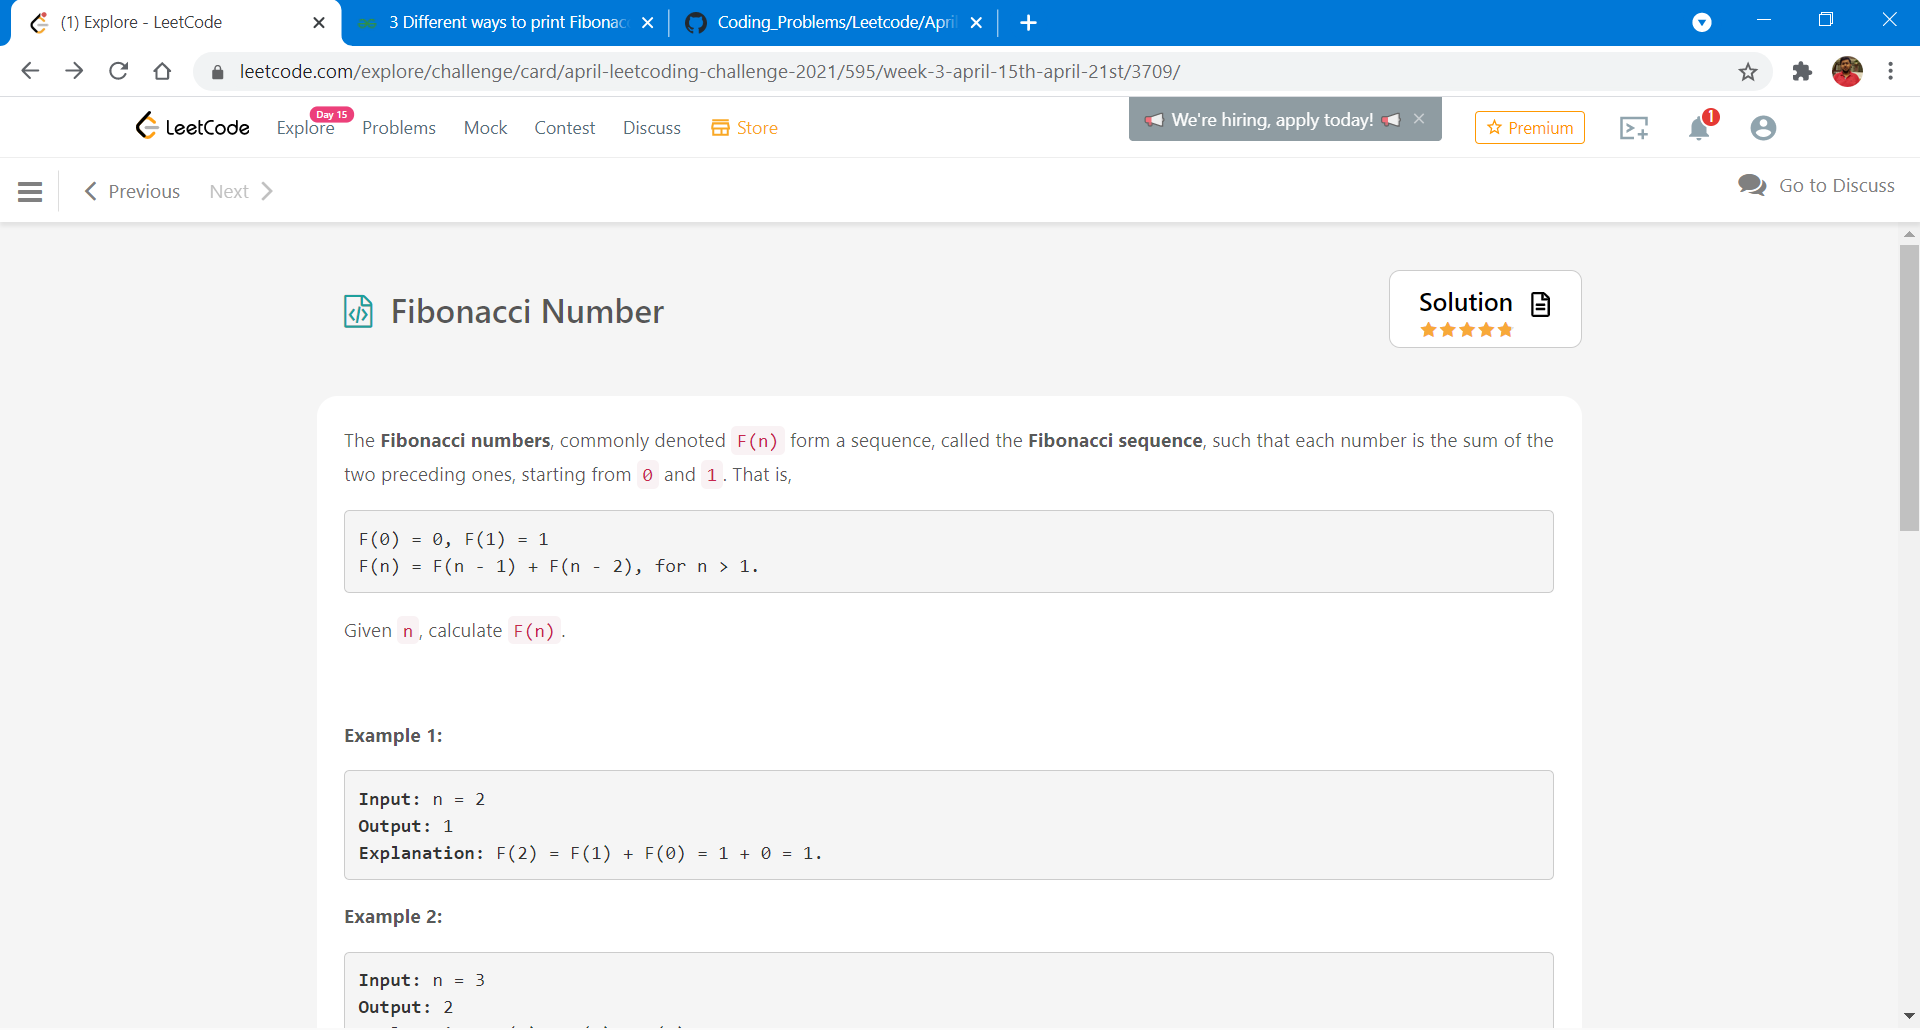 (1) Explore - LeetCode
3 Different ways to print Fibonac
Coding_Problems/Leetcode/April
leetcode.com/explore/challenge/card/april-leetcoding-challenge-2021/595/week-3-april-15th-april-21st/3709/
LeetCode
Explore
Day 15
Problems
Mock
Contest
Discuss
Store
We're hiring, apply today!
Premium
1
Previous
Next
Go to Discuss
Fibonacci Number
Solution
The Fibonacci numbers, commonly denoted F(n) form a sequence, called the Fibonacci sequence, such that each number is the sum of the
two preceding ones, starting from 0 and 1. That is,
F(0) = 0, F(1) = 1
F(n) = F(n - 1) + F(n - 2), for n > 1.
Given n, calculate F(n).
Example 1:
Input: n = 2
Output: 1
Explanation: F(2) = F(1) + F(0) = 1 + 0 = 1.
Example 2:
Input: n = 3
Output: 2